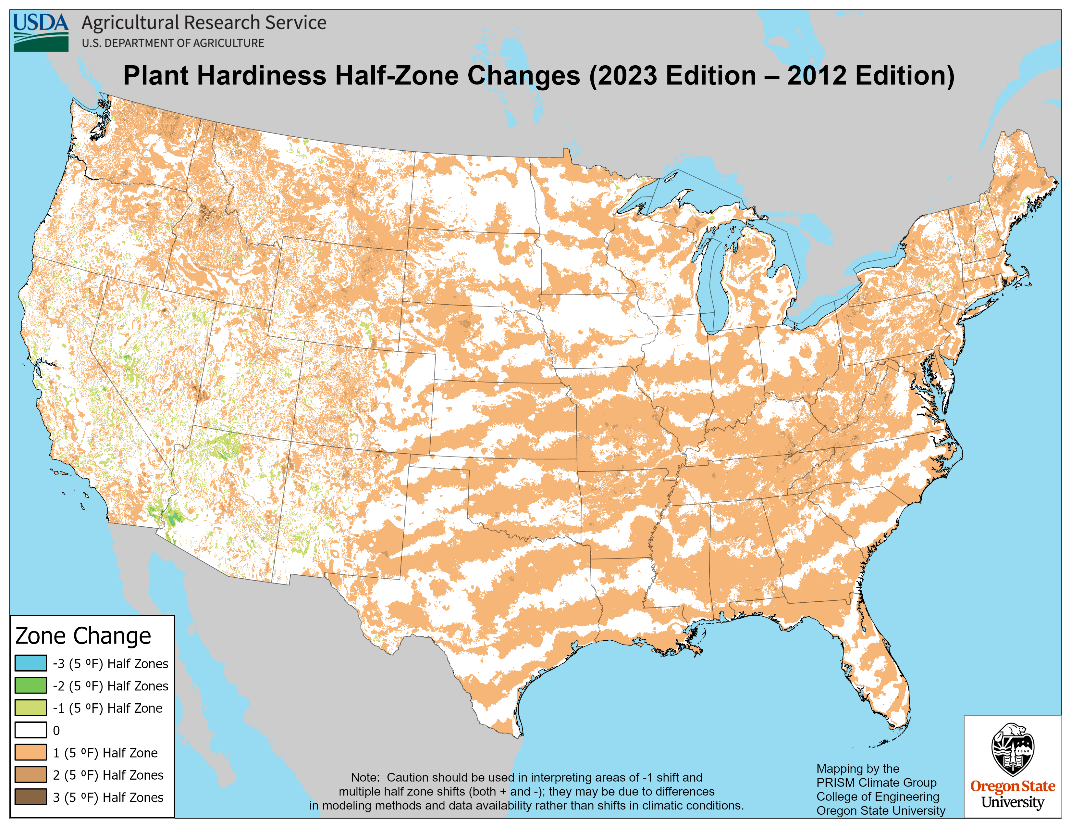 USDA Agricultural Research Service
U.S. DEPARTMENT OF AGRICULTURE
Plant Hardiness Half-Zone Changes (2023 Edition – 2012 Edition)
Zone Change
-3 (5 ºF) Half Zones
-2 (5 ºF) Half Zones
-1 (5 ºF) Half Zone
0
1 (5 ºF) Half Zone
2 (5 ºF) Half Zones
3 (5 ºF) Half Zones
Note: Caution should be used in interpreting areas of -1 shift and
multiple half zone shifts (both + and -); they may be due to differences
in modeling methods and data availability rather than shifts in climatic conditions.
Mapping by the
PRISM Climate Group
College of Engineering
Oregon State University
Oregon State
University